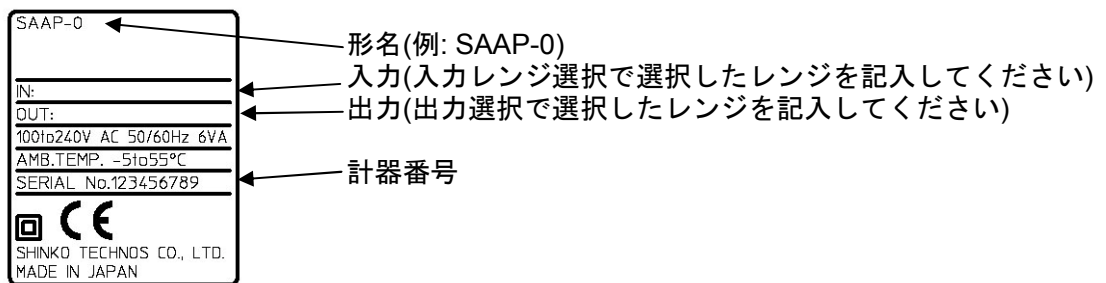 SAAP-0
形名(例: SAAP-0)
入力(入力レンジ選択で選択したレンジを記入してください)
IN:
出力(出力選択で選択したレンジを記入してください)
OUT:
100to240V AC 50/60Hz 6VA
AMB.TEMP. -5to55°C
計器番号
SERIAL No.123456789
CE
SHINKO TECHNOS CO., LTD.
MADE IN JAPAN